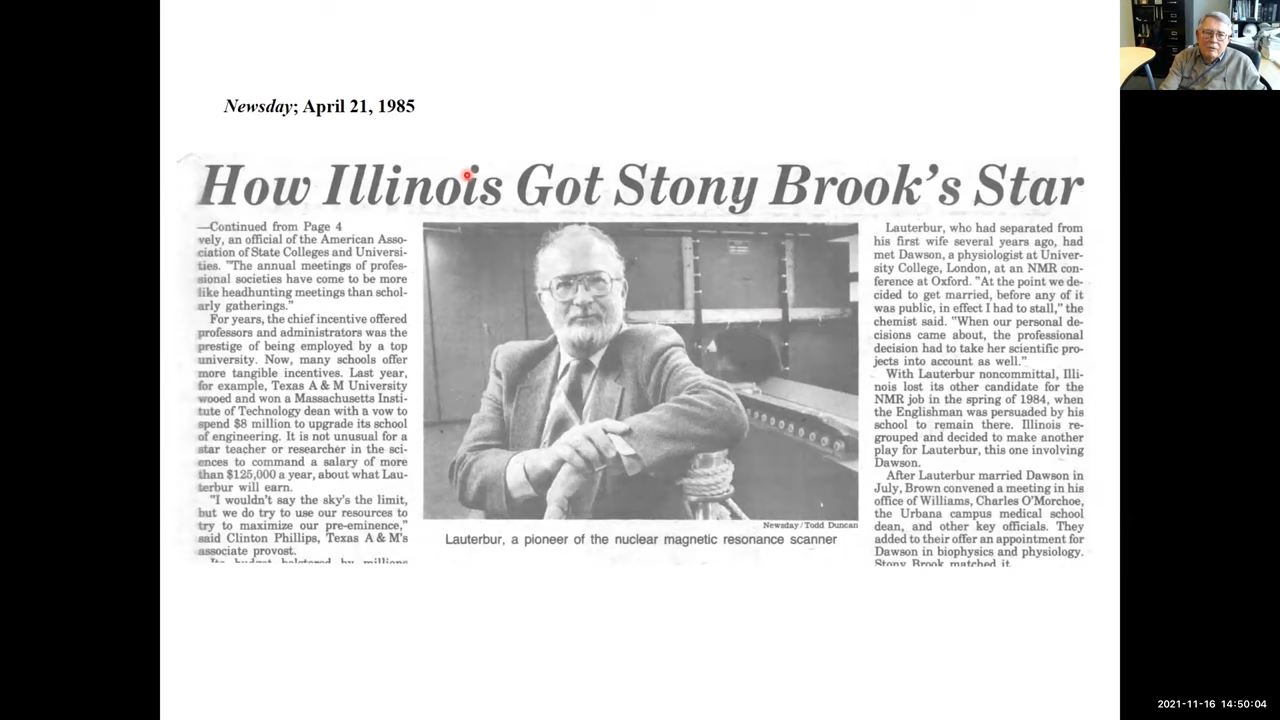 Newsday; April 21, 1985
How Illinois Got Stony Brook's Star
—Continued from Page 4
vely, an official of the American Asso-
ciation of State Colleges and Universi-
ties. "The annual meetings of profes-
sional societies have come to be more
like headhunting meetings than schol-
arly gatherings."
For years, the chief incentive offered
professors and administrators was the
prestige of being employed by a top
university. Now, many schools offer
more tangible incentives. Last year,
for example, Texas A & M University
wooed and won a Massachusetts Insti-
tute of Technology dean with a vow to
spend $8 million to upgrade its school
of engineering. It is not unusual for a
star teacher or researcher in the sci-
ences to command a salary of more
than $125,000 a year, about what Lau-
terbur will earn.
"I wouldn't say the sky's the limit,
but we do try to use our resources to
try to maximize our pre-eminence,"
said Clinton Phillips, Texas A & M's
associate provost.
Its budget bolstered by millions
Newsday / Todd Duncan
Lauterbur, a pioneer of the nuclear magnetic resonance scanner
Lauterbur, who had separated from
his first wife several years ago, had
met Dawson, a physiologist at Univer-
sity College, London, at an NMR con-
ference at Oxford. "At the point we de-
cided to get married, before any of it
was public, in effect I had to stall," the
chemist said. "When our personal de-
cisions came about, the professional
decision had to take her scientific pro-
jects into account as well."
With Lauterbur noncommittal, Illi-
nois lost its other candidate for the
NMR job in the spring of 1984, when
the Englishman was persuaded by his
school to remain there. Illinois re-
grouped and decided to make another
play for Lauterbur, this one involving
Dawson.
After Lauterbur married Dawson in
July, Brown convened a meeting in his
office of Williams, Charles O'Morchoe,
the Urbana campus medical school
dean, and other key officials. They
added to their offer an appointment for
Dawson in biophysics and physiology.
Stony Brook matched it.
2021-11-16 14:50:04